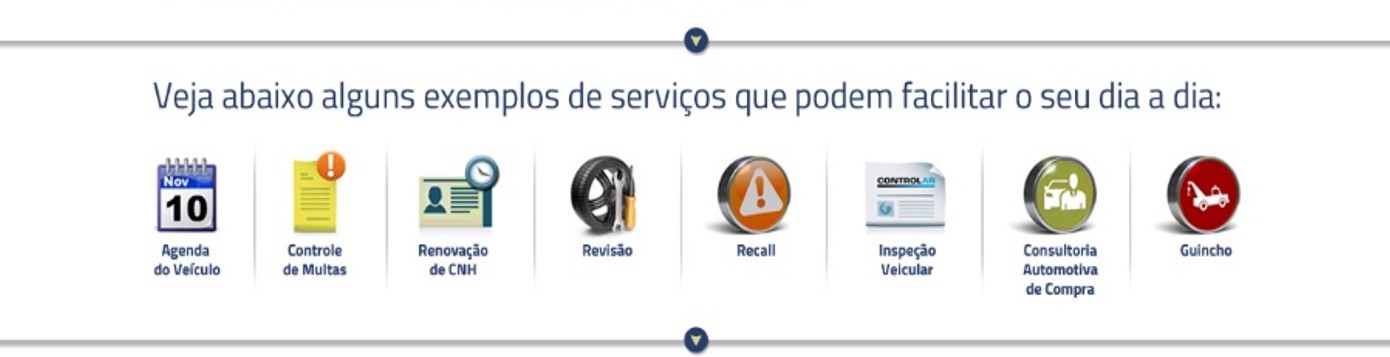 Veja abaixo alguns exemplos de serviços que podem facilitar o seu dia a dia:
Nov
10
Agenda
do Veículo
Controle
de Multas
Renovação
de CNH
Revisão
Recall
CONTROLAR
Inspeção
Veicular
Consultoria
Automotiva
de Compra
Guincho